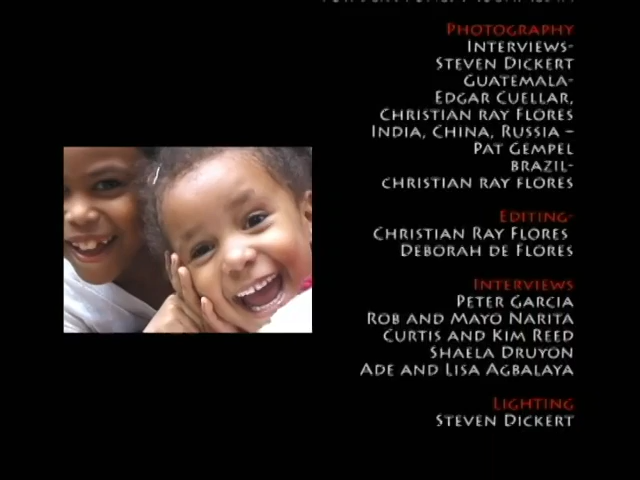 PHOTOGRAPHY
INTERVIEWS-
STEVEN DICKERT
GUATEMALA-
EDGAR CUELLAR,
CHRISTIAN RAY FLORES
INDIA, CHINA, RUSSIA –
PAT GEMPEL
BRAZIL-
CHRISTIAN RAY FLORES
EDITING-
CHRISTIAN RAY FLORES
DEBORAH DE FLORES
INTERVIEWS
PETER GARCIA
ROB AND MAYO NARITA
CURTIS AND KIM REED
SHAELA DRUYON
ADE AND LISA AGBALAYA
LIGHTING
STEVEN DICKERT